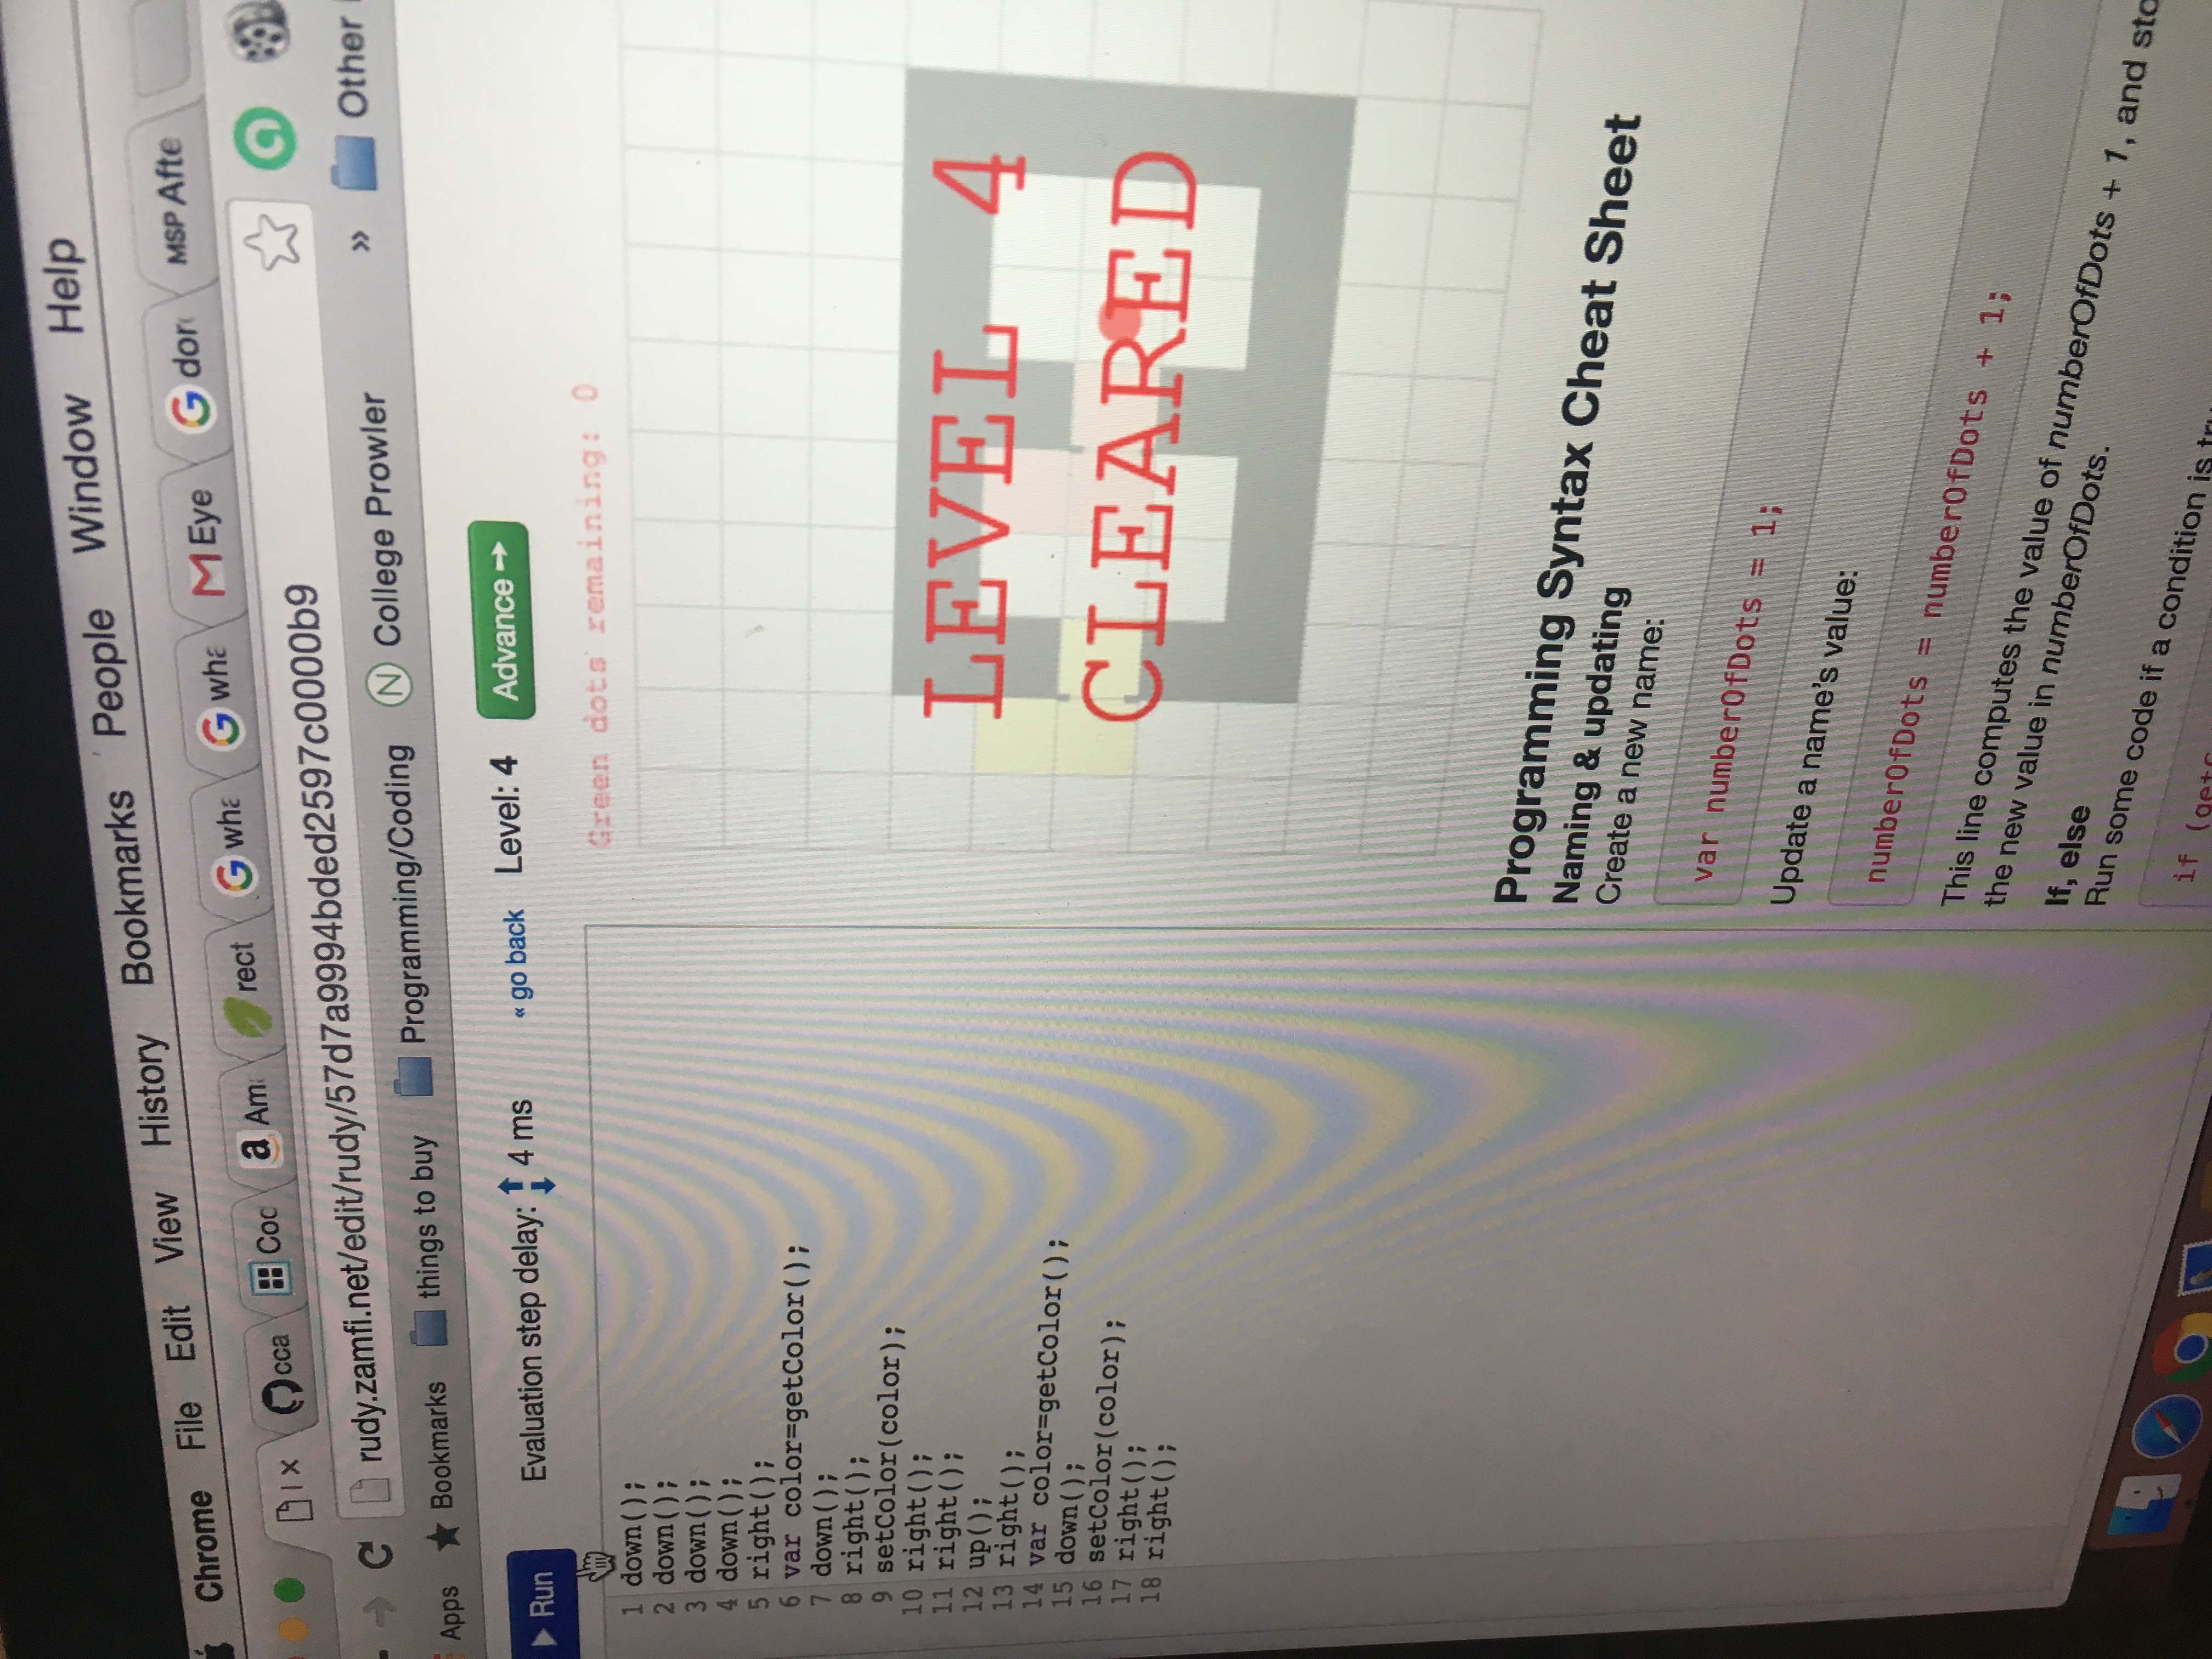 Chrome File Edit View History Bookmarks People Window Help
I × cca Coc Am rect wha wha Eye dor MSP Afte
rudy.zamfi.net/edit/rudy/57d7a9994bded2597c0000b9
Apps Bookmarks things to buy Programming/Coding N College Prowler » Other
Run Evaluation step delay: 4 ms « go back Level: 4 Advance →
Green dots remaining: 0
1 down();
2 down();
3 down();
4 down();
5 right();
6 var color=getColor();
7 down();
8 right();
9 setColor(color);
10 right();
11 right();
12 up();
13 right();
14 var color=getColor();
15 down();
16 setColor(color);
17 right();
18 right();
LEVEL 4
CLEARED
Programming Syntax Cheat Sheet
Naming & updating
Create a new name:
var numberOfDots = 1;
Update a name's value:
numberOfDots = numberOfDots + 1;
This line computes the value of numberOfDots + 1, and sto
the new value in numberOfDots.
If, else
Run some code if a condition is tru
if (getC